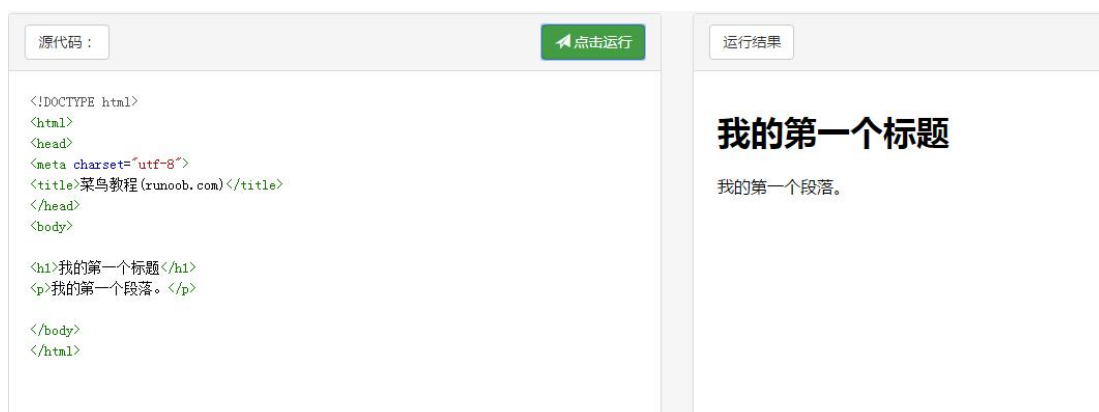 源代码：
点击运行
<!DOCTYPE html>
<html>
<head>
<meta charset="utf-8">
<title>菜鸟教程(runoob.com)</title>
</head>
<body>
<h1>我的第一个标题</h1>
<p>我的第一个段落。</p>
</body>
</html>
运行结果
我的第一个标题
我的第一个段落。